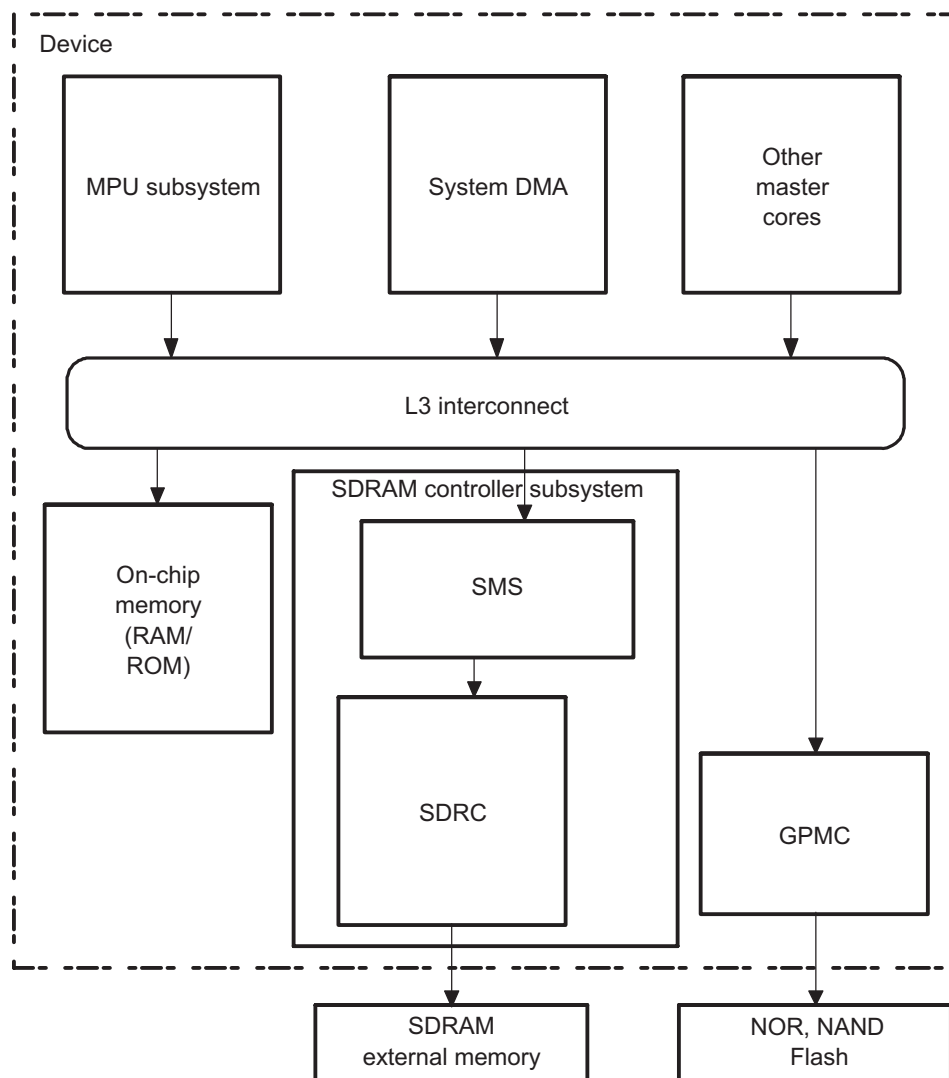 Device
MPU subsystem
System DMA
Other
master
cores
L3 interconnect
SDRAM controller subsystem
On-chip
memory
(RAM/
ROM)
SMS
SDRC
GPMC
SDRAM
external memory
NOR, NAND
Flash